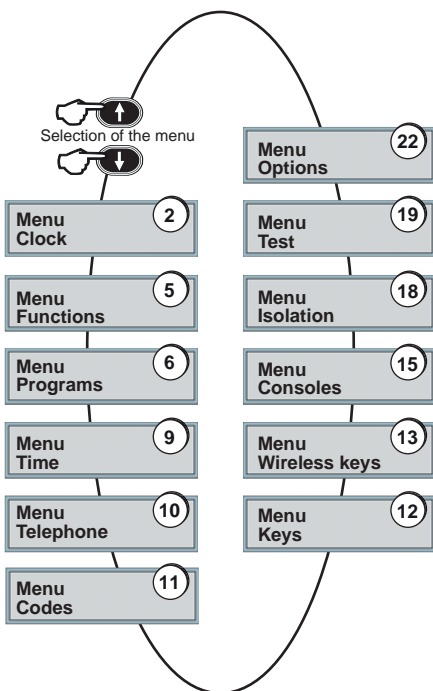 Selection of the menu
Menu
Clock
2
Menu
Functions
5
Menu
Programs
6
Menu
Time
9
Menu
Telephone
10
Menu
Codes
11
Menu
Options
22
Menu
Test
19
Menu
Isolation
18
Menu
Consoles
15
Menu
Wireless keys
13
Menu
Keys
12